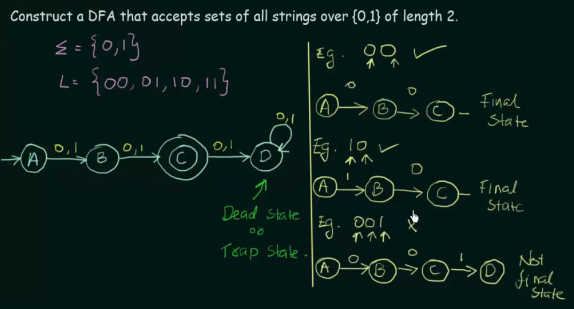 Construct a DFA that accepts sets of all strings over {0,1} of length 2.
Σ = {0,1}
L = {00, 01, 10, 11}
A 0,1 B 0,1 C 0,1 D 0,1
Dead State
or
Trap State.
Eg. 00 ✓
A 0 B 0 C – Final State
Eg. 10 ✓
A 1 B 0 C – Final State
Eg. 001 x
A 0 B 0 C 1 D Not final State